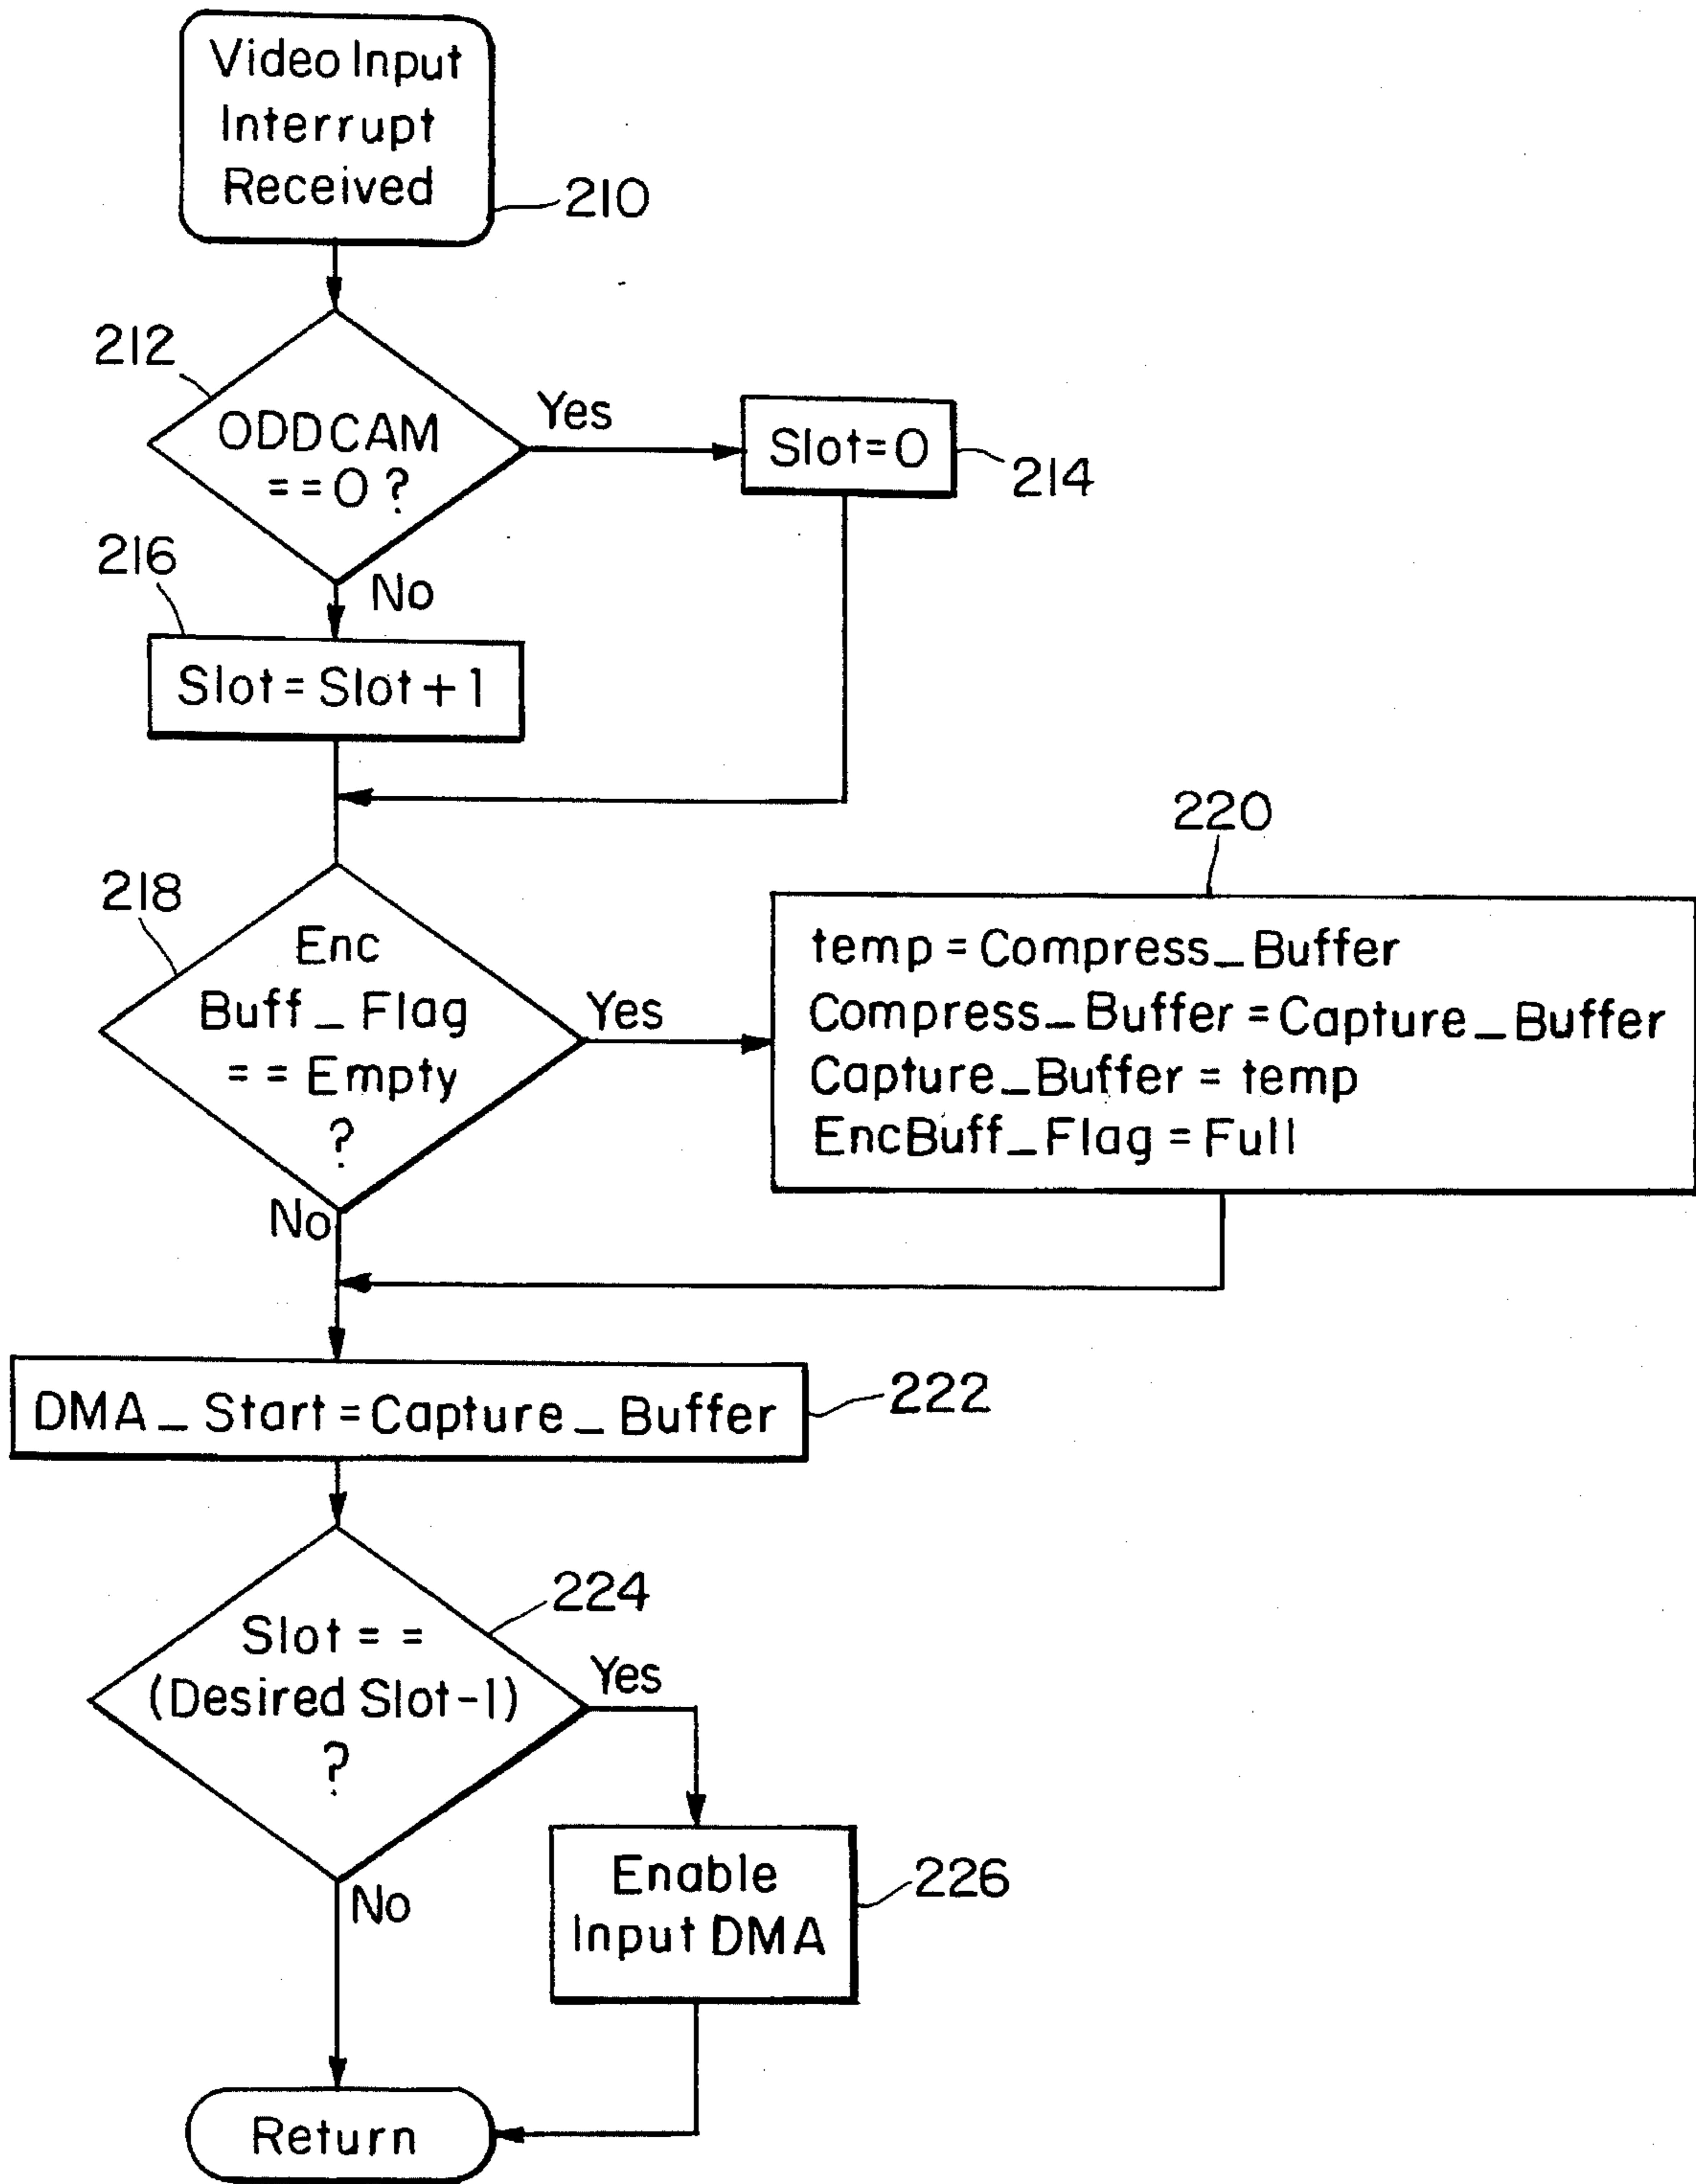 Video Input
Interrupt
Received
210
212
ODDCAM
==0?
Yes
Slot=0
214
No
216
Slot=Slot+1
218
Enc
Buff_Flag
==Empty
?
Yes
220
temp=Compress_Buffer
Compress_Buffer=Capture_Buffer
Capture_Buffer=temp
EncBuff_Flag=Full
No
DMA_Start=Capture_Buffer
222
224
Slot==
(Desired Slot-1)
?
Yes
No
Enable
Input DMA
226
Return